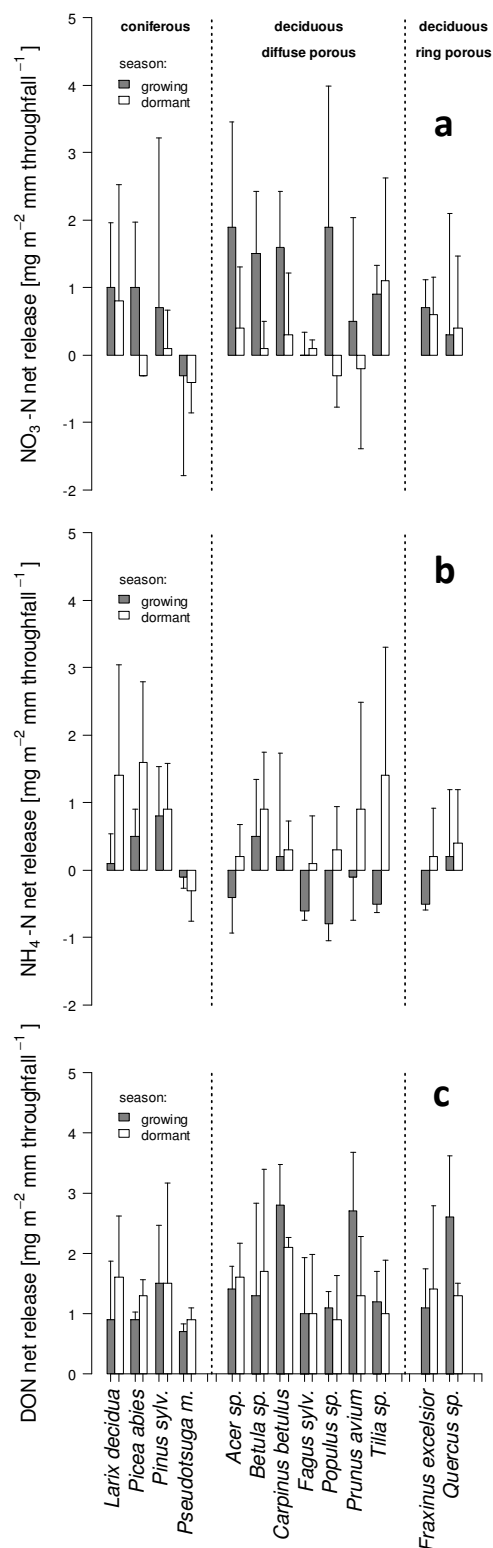 coniferous
deciduous
diffuse porous
deciduous
ring porous
season:
growing
dormant
a
5
4
3
2
1
0
-1
-2
NO3 -N net release [mg m−2 mm throughfall −1 ]
season:
growing
dormant
b
5
4
3
2
1
0
-1
-2
NH4 -N net release [mg m−2 mm throughfall −1 ]
season:
growing
dormant
c
5
4
3
2
1
0
DON net release [mg m−2 mm throughfall −1 ]
Larix decidua
Picea abies
Pinus sylv.
Pseudotsuga m.
Acer sp.
Betula sp.
Carpinus betulus
Fagus sylv.
Populus sp.
Prunus avium
Tilia sp.
Fraxinus excelsior
Quercus sp.